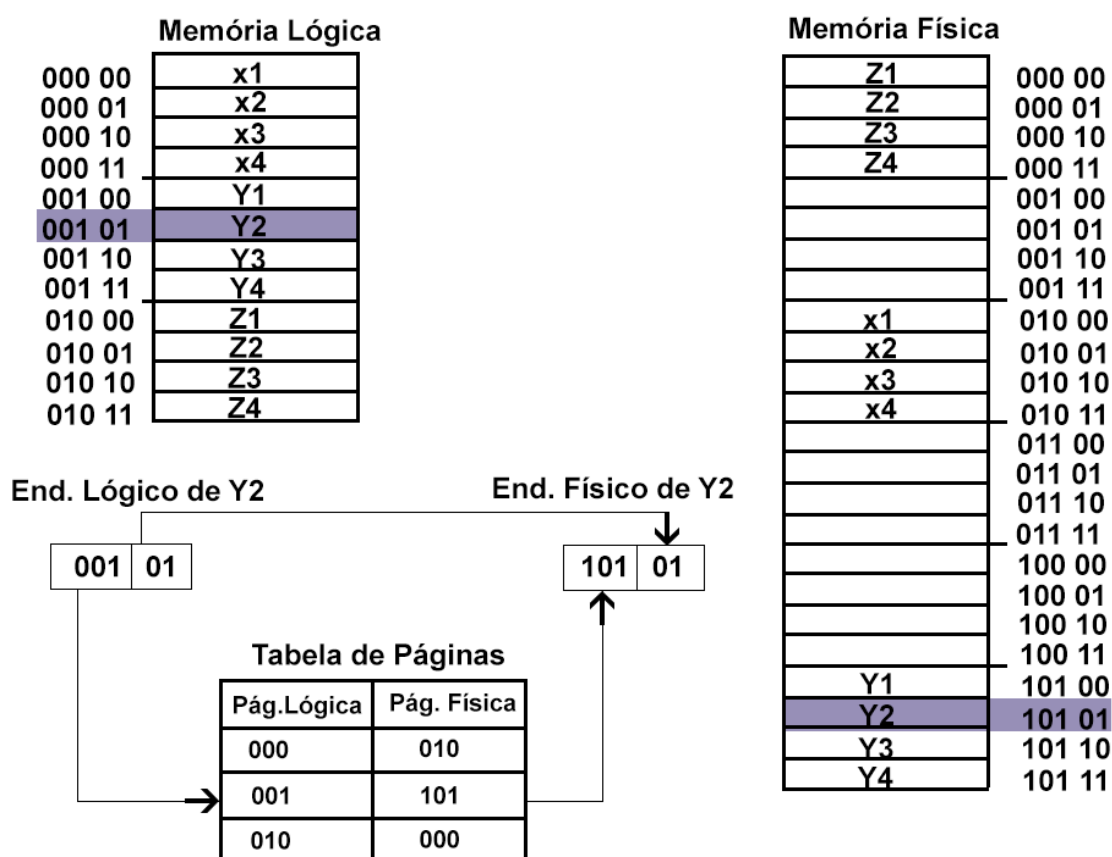 Memória Lógica
000 00 x1
000 01 x2
000 10 x3
000 11 x4
001 00 Y1
001 01 Y2
001 10 Y3
001 11 Y4
010 00 Z1
010 01 Z2
010 10 Z3
010 11 Z4
Memória Física
Z1 000 00
Z2 000 01
Z3 000 10
Z4 000 11
001 00
001 01
001 10
001 11
x1 010 00
x2 010 01
x3 010 10
x4 010 11
011 00
011 01
011 10
011 11
100 00
100 01
100 10
100 11
Y1 101 00
Y2 101 01
Y3 101 10
Y4 101 11
End. Lógico de Y2
001 01
End. Físico de Y2
101 01
Tabela de Páginas
Pág.Lógica Pág. Física
000 010
001 101
010 000